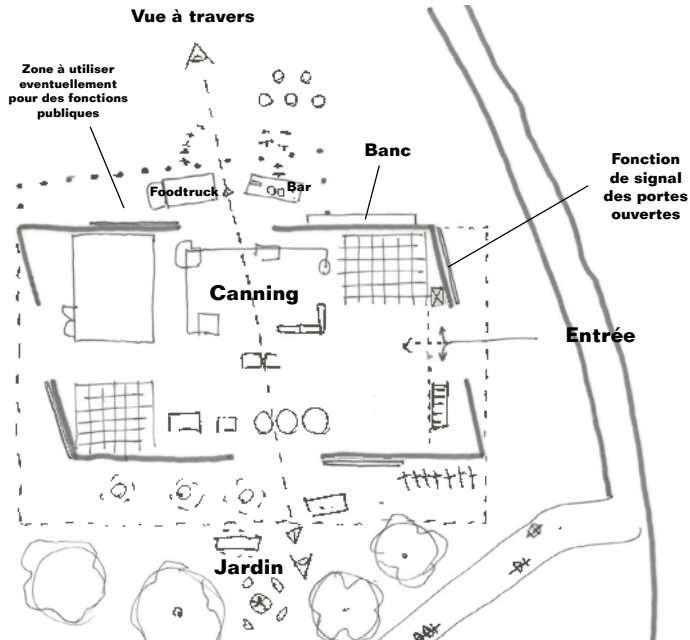 Vue à travers
Zone à utiliser
eventuellement
pour des fonctions
publiques
Banc
Fonction
de signal
des portes
ouvertes
Foodtruck
Bar
Canning
Entrée
Jardin